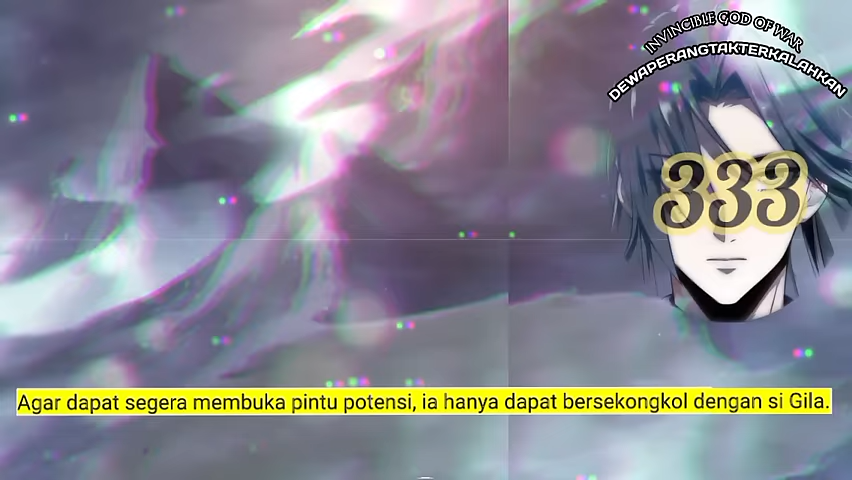 INVINCIBLE GOD OF WAR
DEWAPERANGTAKTERKALAHKAN
333
Agar dapat segera membuka pintu potensi, ia hanya dapat bersekongkol dengan si Gila.